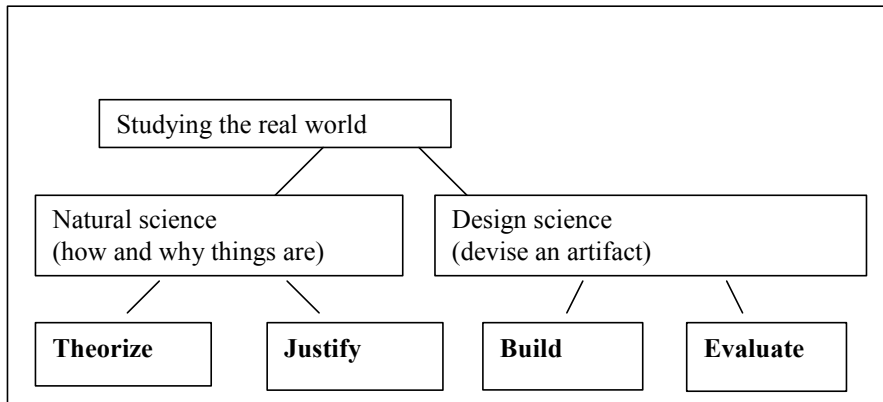 Studying the real world
Natural science
(how and why things are)
Design science
(devise an artifact)
Theorize
Justify
Build
Evaluate